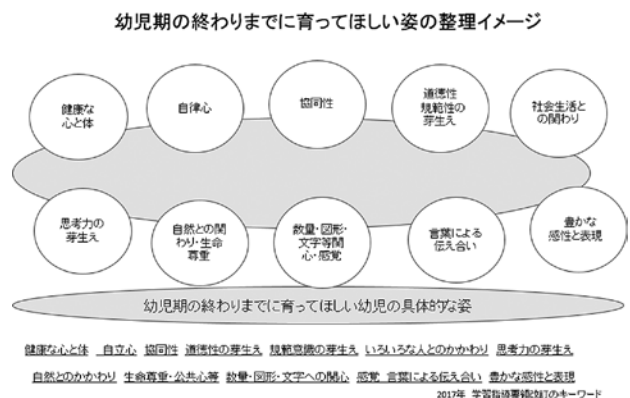 幼児期の終わりまでに育ってほしい姿の整理イメージ
健康な
心と体
自律心
協同性
道徳性
規範性の
芽生え
社会生活と
の関わり
思考力の
芽生え
自然との関
わり・生命
尊重
数量・図形・
文字等関
心・感覚
言葉による
伝え合い
豊かな
感性と表現
幼児期の終わりまでに育ってほしい幼児の具体的な姿
健康な心と体 自立心 協同性 道徳性の芽生え 規範意識の芽生え いろいろな人とのかかわり 思考力の芽生え
自然とのかかわり 生命尊重・公共心等 数量・図形・文字への関心 感覚 言葉による伝え合い 豊かな感性と表現
2017年 学習指導要領改訂のキーワード